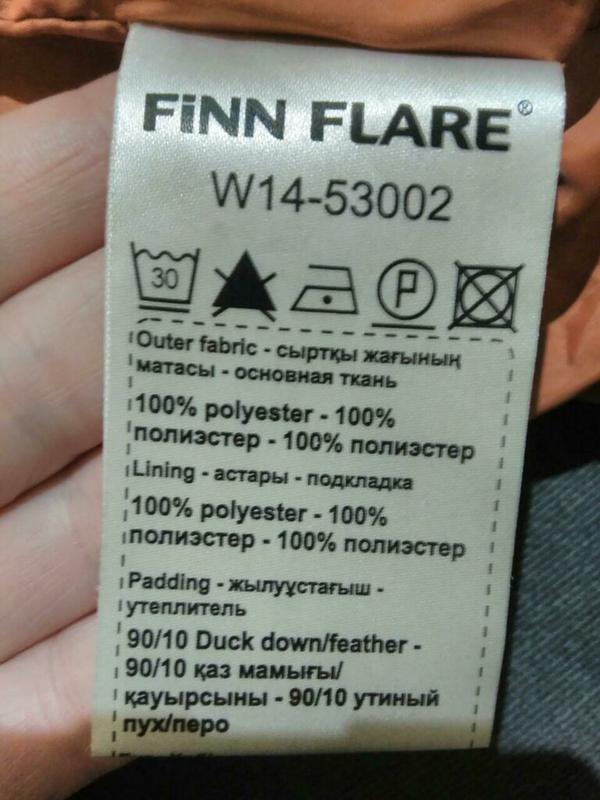 FiNN FLARE®
W14-53002
30
P
Outer fabric - сыртқы жағының
матасы - основная ткань
100% polyester - 100%
полиэстер - 100% полиэстер
Lining - астары - подкладка
100% polyester - 100%
полиэстер - 100% полиэстер
Padding - жылуұстағыш -
утеплитель
90/10 Duck down/feather -
90/10 қаз мамығы/
қауырсыны - 90/10 утиный
пух/перо